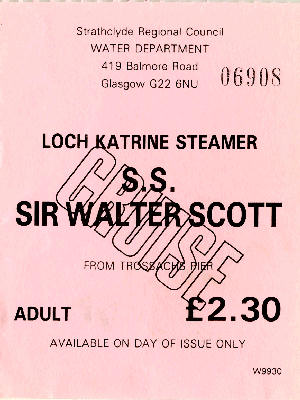 Strathclyde Regional Council
WATER DEPARTMENT
419 Balmore Road
Glasgow G22 6NU
06908
LOCH KATRINE STEAMER
S.S.
SIR WALTER SCOTT
CRUISE
FROM TROSSACHS PIER
ADULT £2.30
AVAILABLE ON DAY OF ISSUE ONLY
W9930